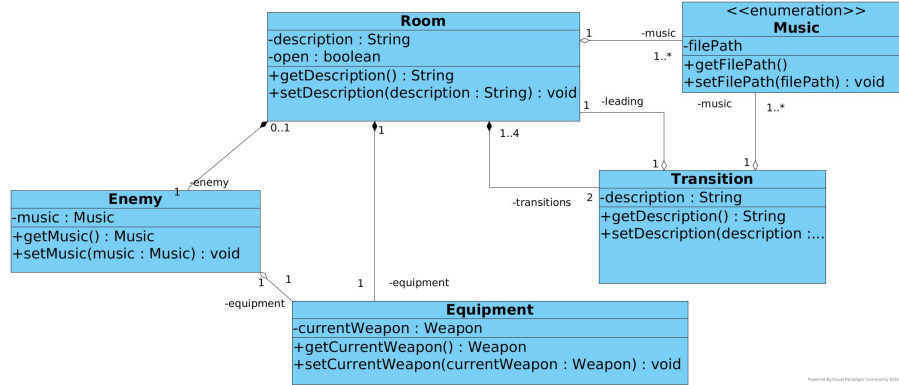 Room
-description : String
-open : boolean
+getDescription() : String
+setDescription(description : String) : void
<<enumeration>>
Music
-filePath
+getFilePath()
+setFilePath(filePath) : void
1
-music
1..*
1
-leading
-music
1..*
0..1
1
1..4
1
1
Transition
-description : String
+getDescription() : String
+setDescription(description :...
-transitions
2
1
-enemy
Enemy
-music : Music
+getMusic() : Music
+setMusic(music : Music) : void
1
1
-equipment
1
-equipment
Equipment
-currentWeapon : Weapon
+getCurrentWeapon() : Weapon
+setCurrentWeapon(currentWeapon : Weapon) : void
Visual Paradigm Community